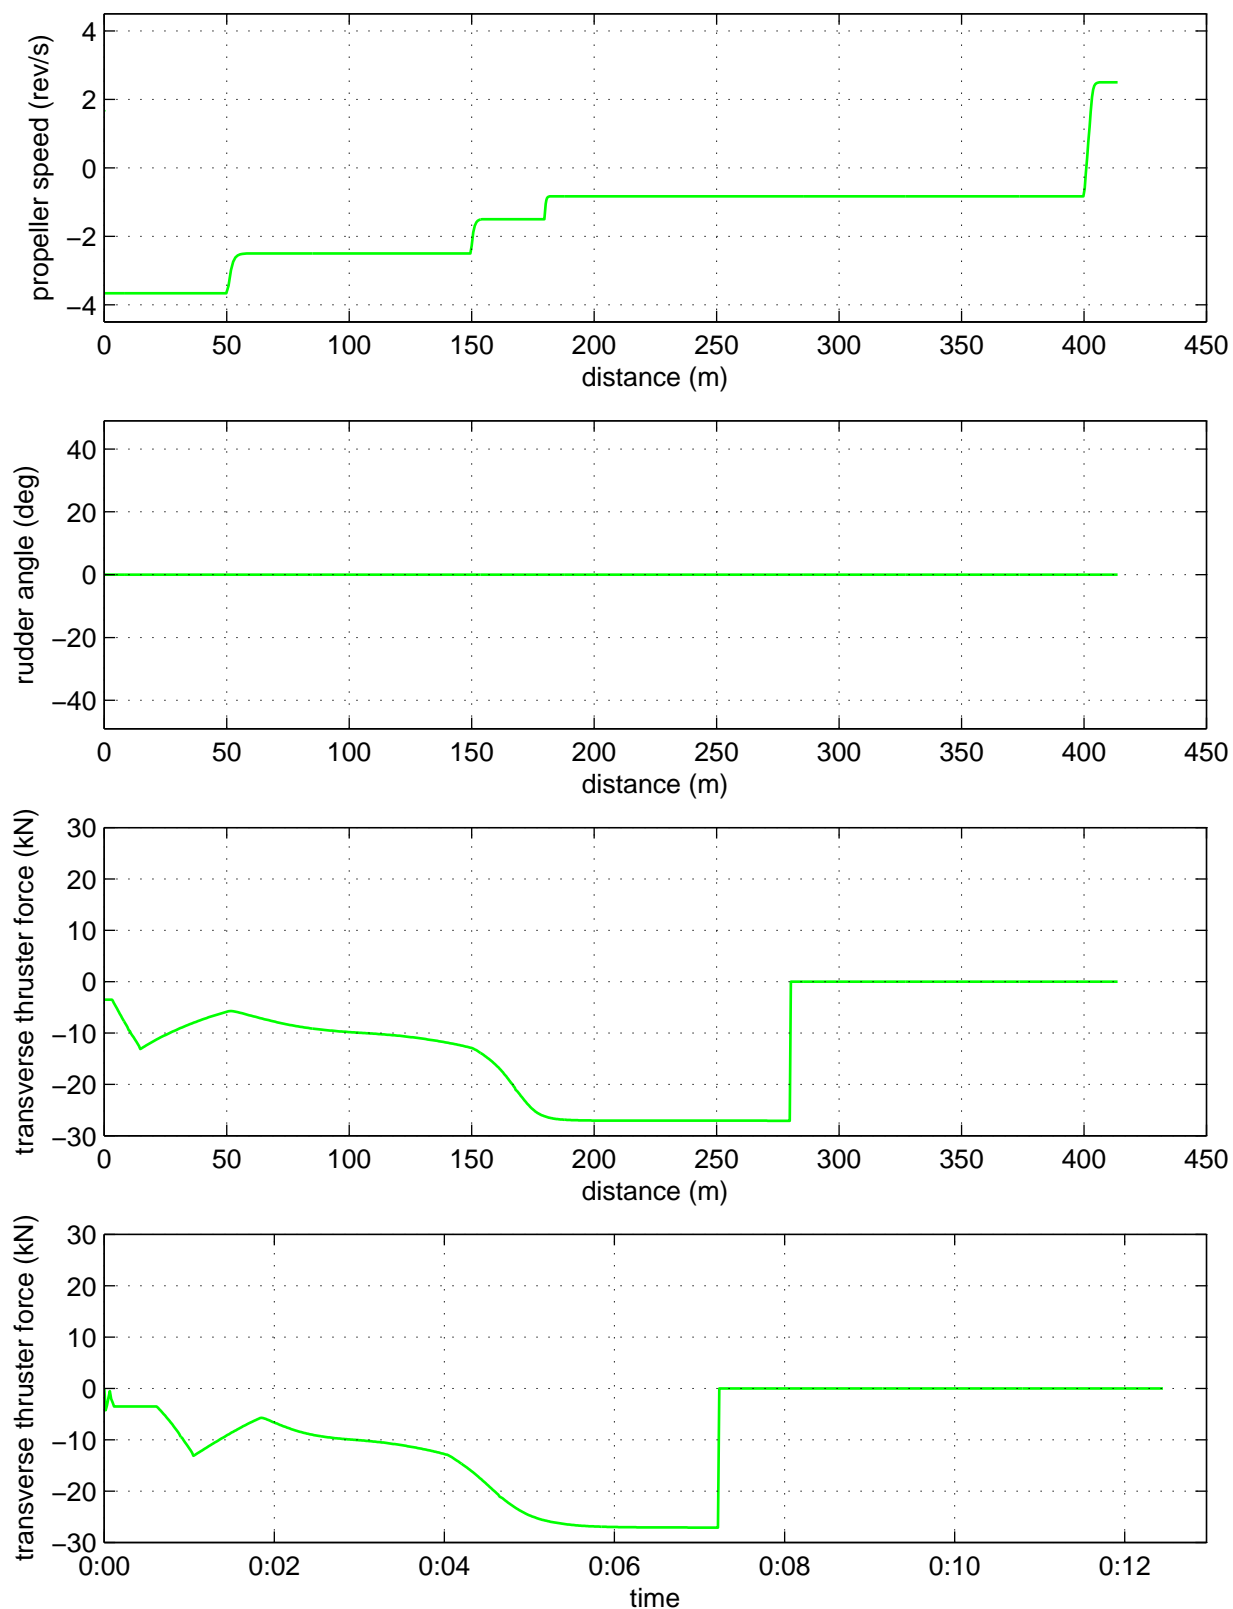 4
2
0
−2
−4
propeller speed (rev/s)
0 50 100 150 200 250 300 350 400 450
distance (m)
40
20
0
−20
−40
rudder angle (deg)
0 50 100 150 200 250 300 350 400 450
distance (m)
30
20
10
0
−10
−20
−30
transverse thruster force (kN)
0 50 100 150 200 250 300 350 400 450
distance (m)
30
20
10
0
−10
−20
−30
transverse thruster force (kN)
0:00 0:02 0:04 0:06 0:08 0:10 0:12
time